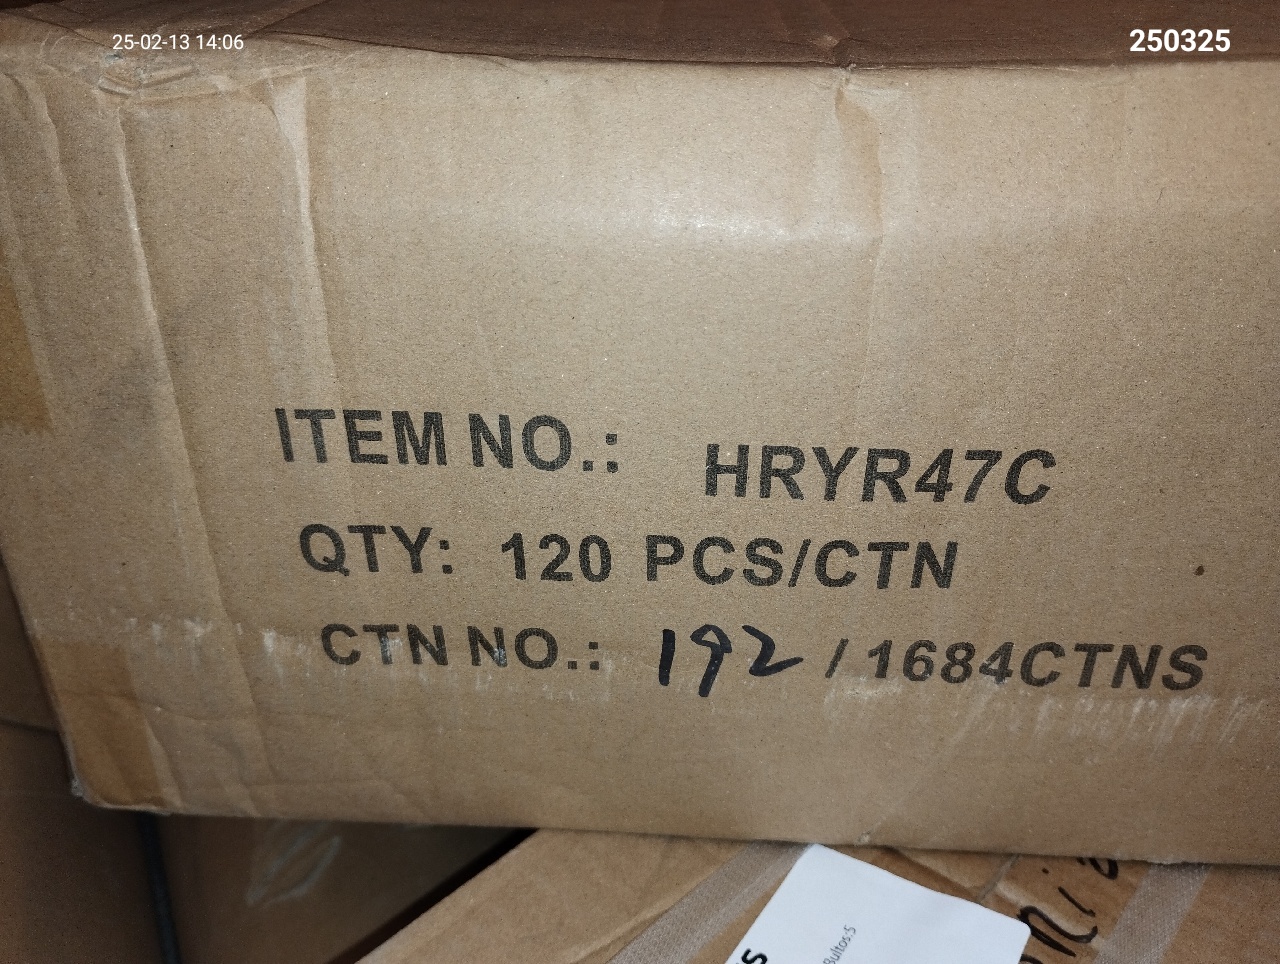 25-02-13 14:06
250325
ITEM NO.: HRYR47C
QTY: 120 PCS/CTN
CTN NO.: 192 / 1684CTNS
Bultos:5